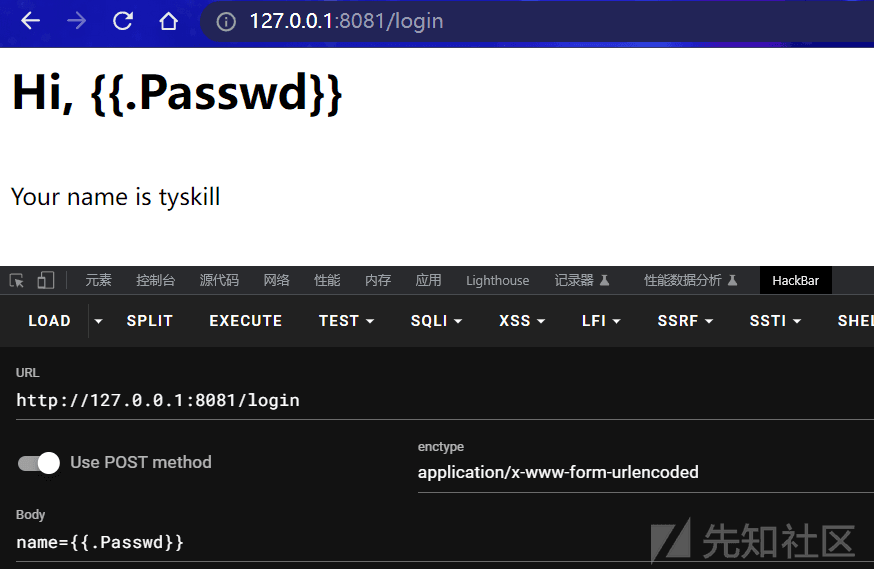 127.0.0.1:8081/login
Hi, {{.Passwd}}
Your name is tyskill
元素 控制台 源代码 网络 性能 内存 应用 Lighthouse 记录器 性能数据分析 HackBar
LOAD SPLIT EXECUTE TEST SQLI XSS LFI SSRF SSTI SHEL
URL
http://127.0.0.1:8081/login
Use POST method
enctype
application/x-www-form-urlencoded
Body
name={{.Passwd}}
先知社区